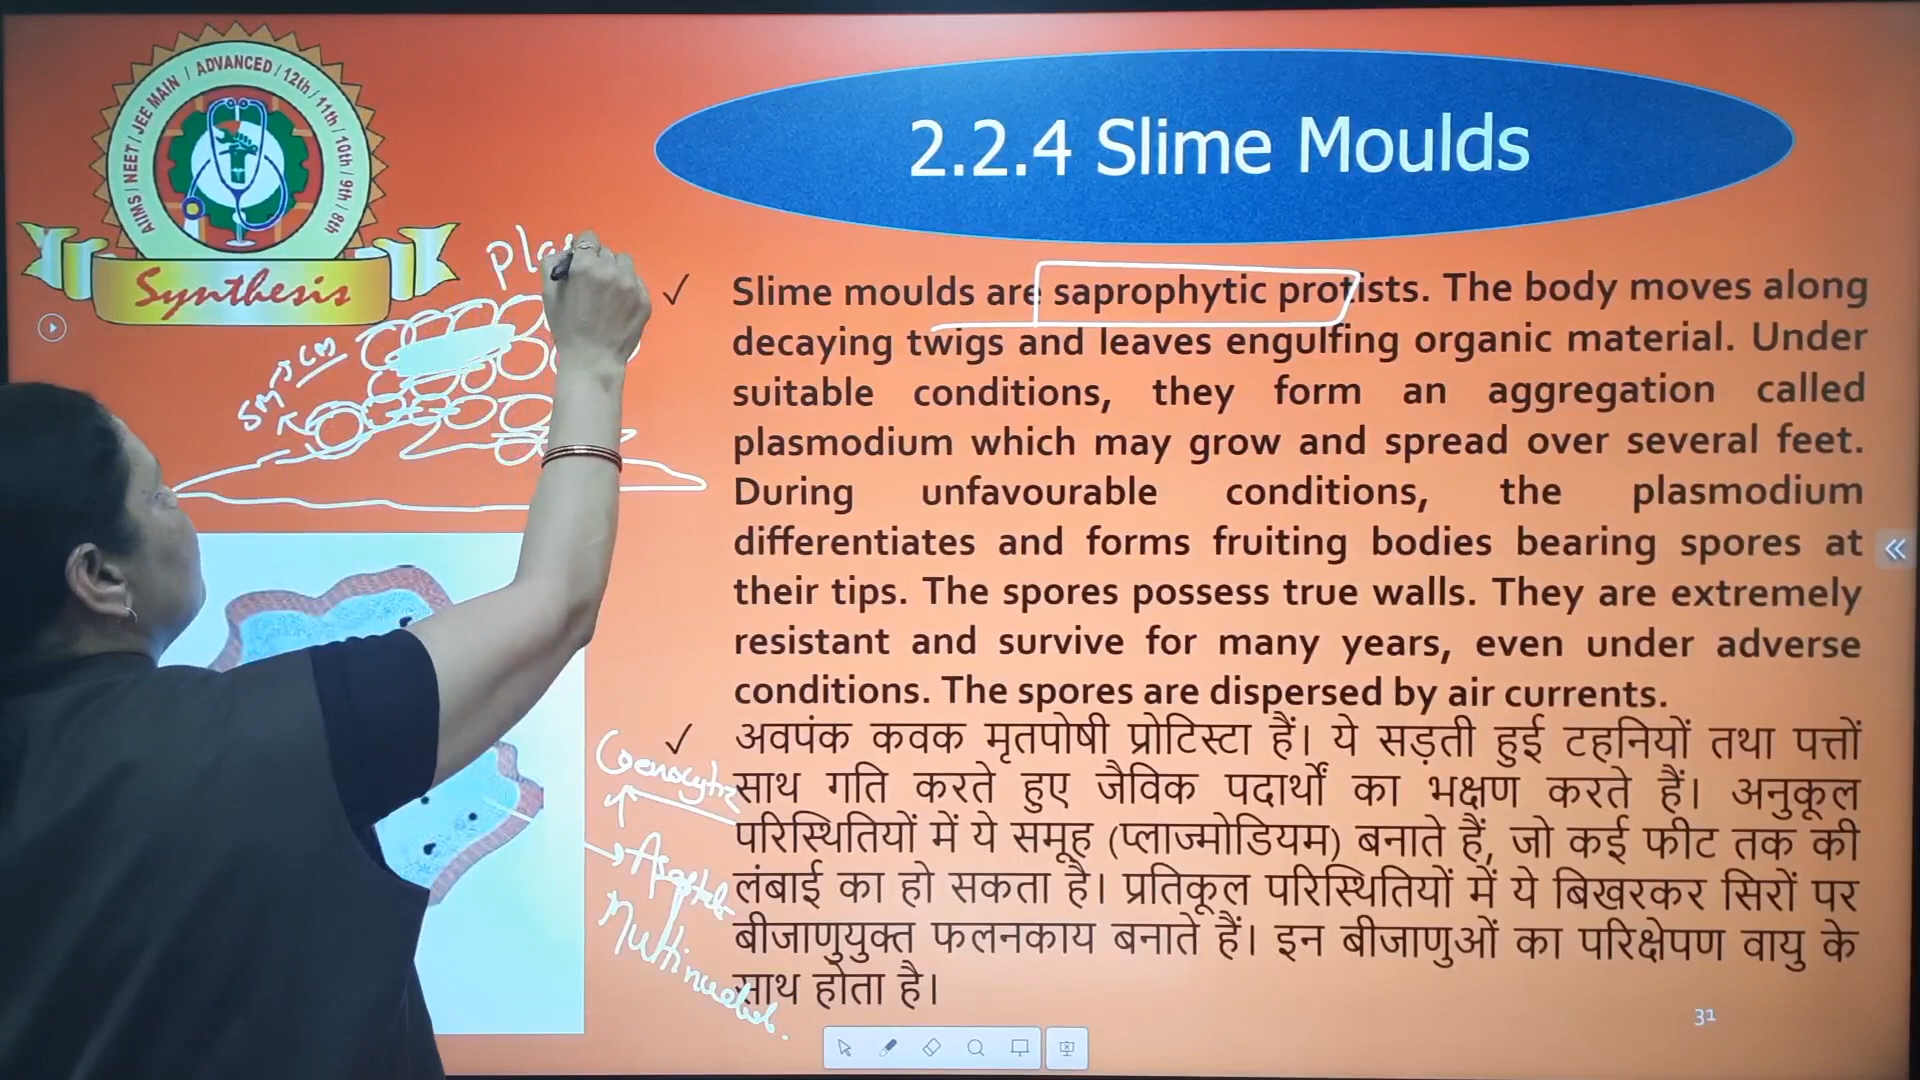 AIIMS / NEET / JEE MAIN / ADVANCED / 12th / 11th / 10th / 9th / 8th
Synthesis
2.2.4 Slime Moulds
✓ Slime moulds are saprophytic protists. The body moves along
decaying twigs and leaves engulfing organic material. Under
suitable conditions, they form an aggregation called
plasmodium which may grow and spread over several feet.
During unfavourable conditions, the plasmodium
differentiates and forms fruiting bodies bearing spores at
their tips. The spores possess true walls. They are extremely
resistant and survive for many years, even under adverse
conditions. The spores are dispersed by air currents.
✓ अवपंक कवक मृतपोषी प्रोटिस्टा हैं। ये सड़ती हुई टहनियों तथा पत्तों
साथ गति करते हुए जैविक पदार्थों का भक्षण करते हैं। अनुकूल
परिस्थितियों में ये समूह (प्लाज्मोडियम) बनाते हैं, जो कई फीट तक की
लंबाई का हो सकता है। प्रतिकूल परिस्थितियों में ये बिखरकर सिरों पर
बीजाणुयुक्त फलनकाय बनाते हैं। इन बीजाणुओं का परिक्षेपण वायु के
साथ होता है।
Pla
CM
SM
31